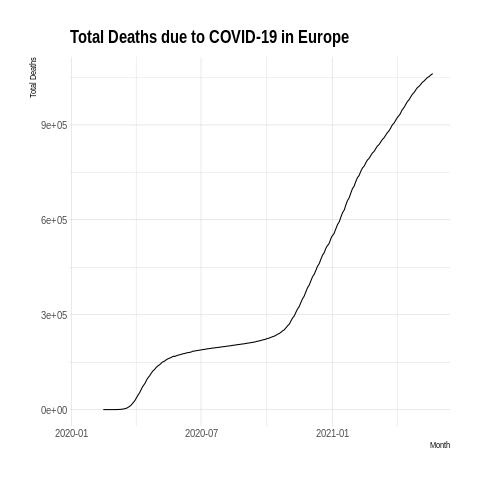 Total Deaths due to COVID-19 in Europe
Total Deaths
9e+05
6e+05
3e+05
0e+00
2020-01 2020-07 2021-01
Month